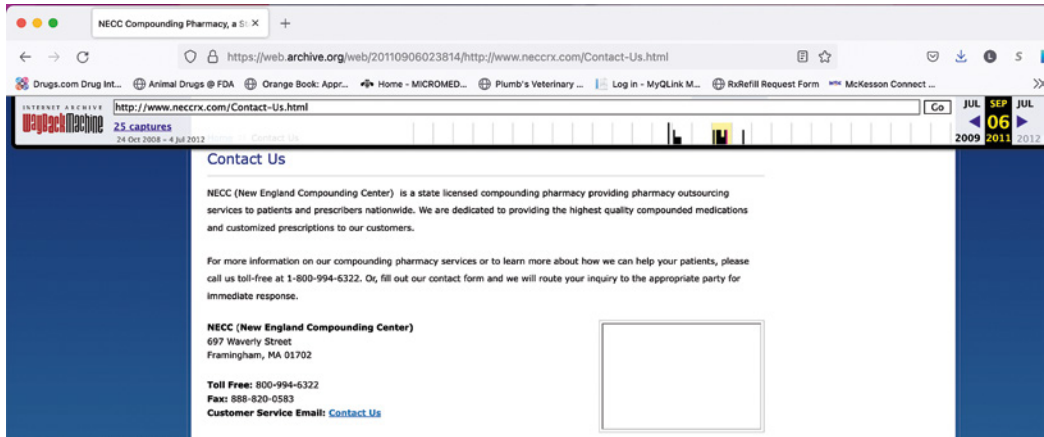 NECC Compounding Pharmacy, a St
https://web.archive.org/web/20110906023814/http://www.neccrx.com/Contact-Us.html
Drugs.com Drug Int... Animal Drugs @ FDA Orange Book: Appr... Home - MICROMED... Plumb's Veterinary ... Log in - MyQLink M... RxRefill Request Form McKesson Connect ...
INTERNET ARCHIVE http://www.neccrx.com/Contact-Us.html Go JUL SEP JUL
WayBackMachine 25 captures 06
24 Oct 2008 - 4 Jul 2012 Contact Us 2009 2011 2012
Contact Us
NECC (New England Compounding Center) is a state licensed compounding pharmacy providing pharmacy outsourcing
services to patients and prescribers nationwide. We are dedicated to providing the highest quality compounded medications
and customized prescriptions to our customers.
For more information on our compounding pharmacy services or to learn more about how we can help your patients, please
call us toll-free at 1-800-994-6322. Or, fill out our contact form and we will route your inquiry to the appropriate party for
immediate response.
NECC (New England Compounding Center)
697 Waverly Street
Framingham, MA 01702
Toll Free: 800-994-6322
Fax: 888-820-0583
Customer Service Email: Contact Us